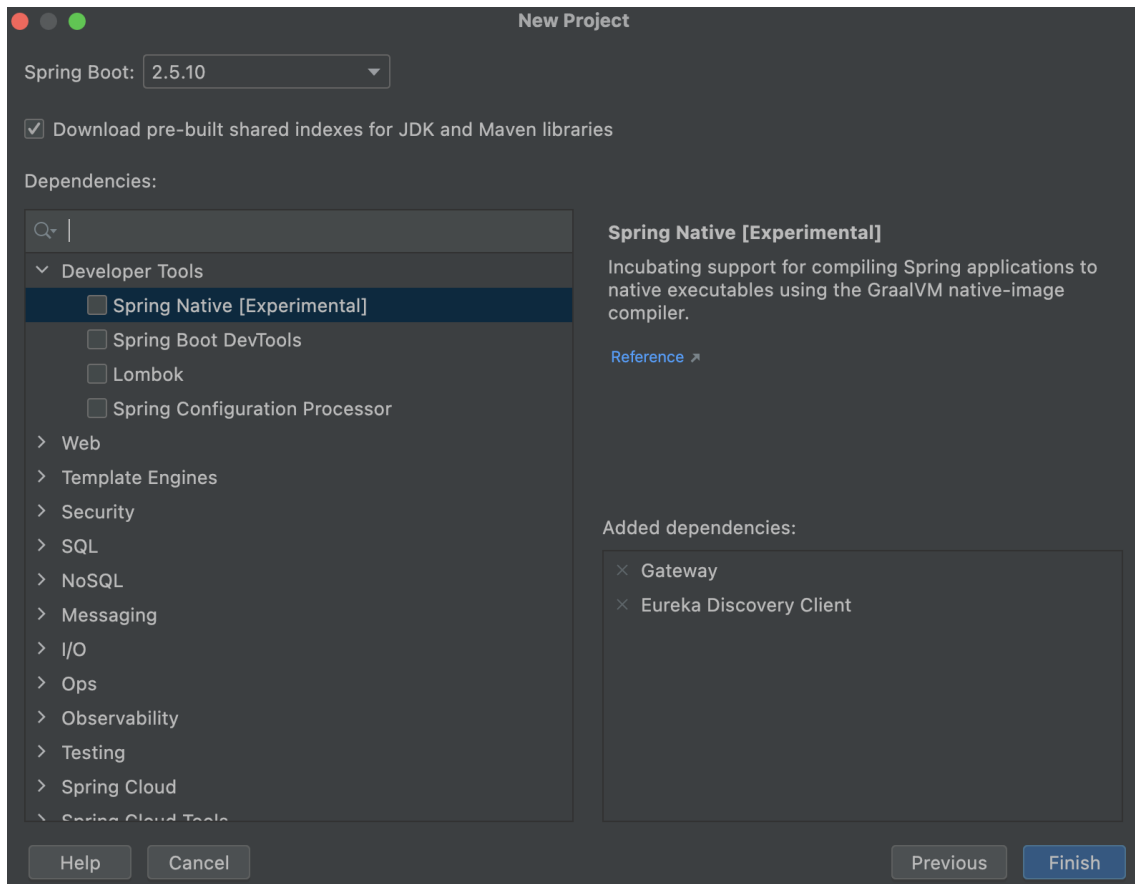 New Project
Spring Boot: 2.5.10
Download pre-built shared indexes for JDK and Maven libraries
Dependencies:
Developer Tools
Spring Native [Experimental]
Spring Boot DevTools
Lombok
Spring Configuration Processor
Web
Template Engines
Security
SQL
NoSQL
Messaging
I/O
Ops
Observability
Testing
Spring Cloud
Spring Cloud Tools
Spring Native [Experimental]
Incubating support for compiling Spring applications to
native executables using the GraalVM native-image
compiler.
Reference
Added dependencies:
Gateway
Eureka Discovery Client
Help
Cancel
Previous
Finish